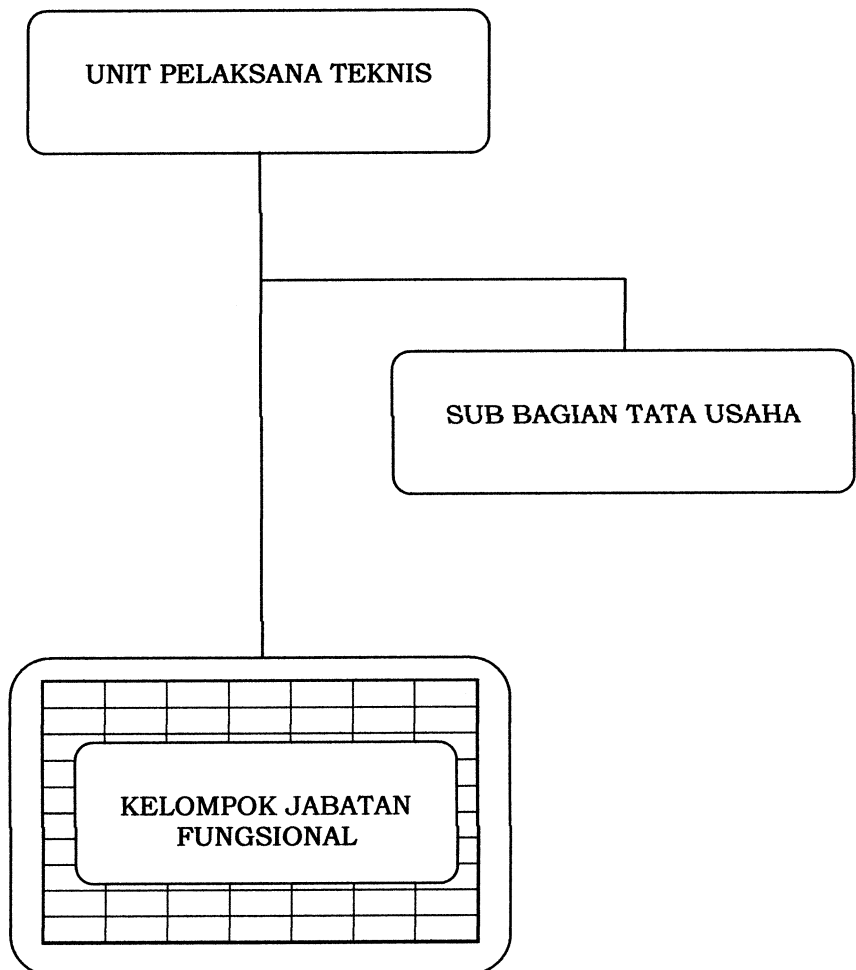 UNIT PELAKSANA TEKNIS
SUB BAGIAN TATA USAHA
KELOMPOK JABATAN
FUNGSIONAL